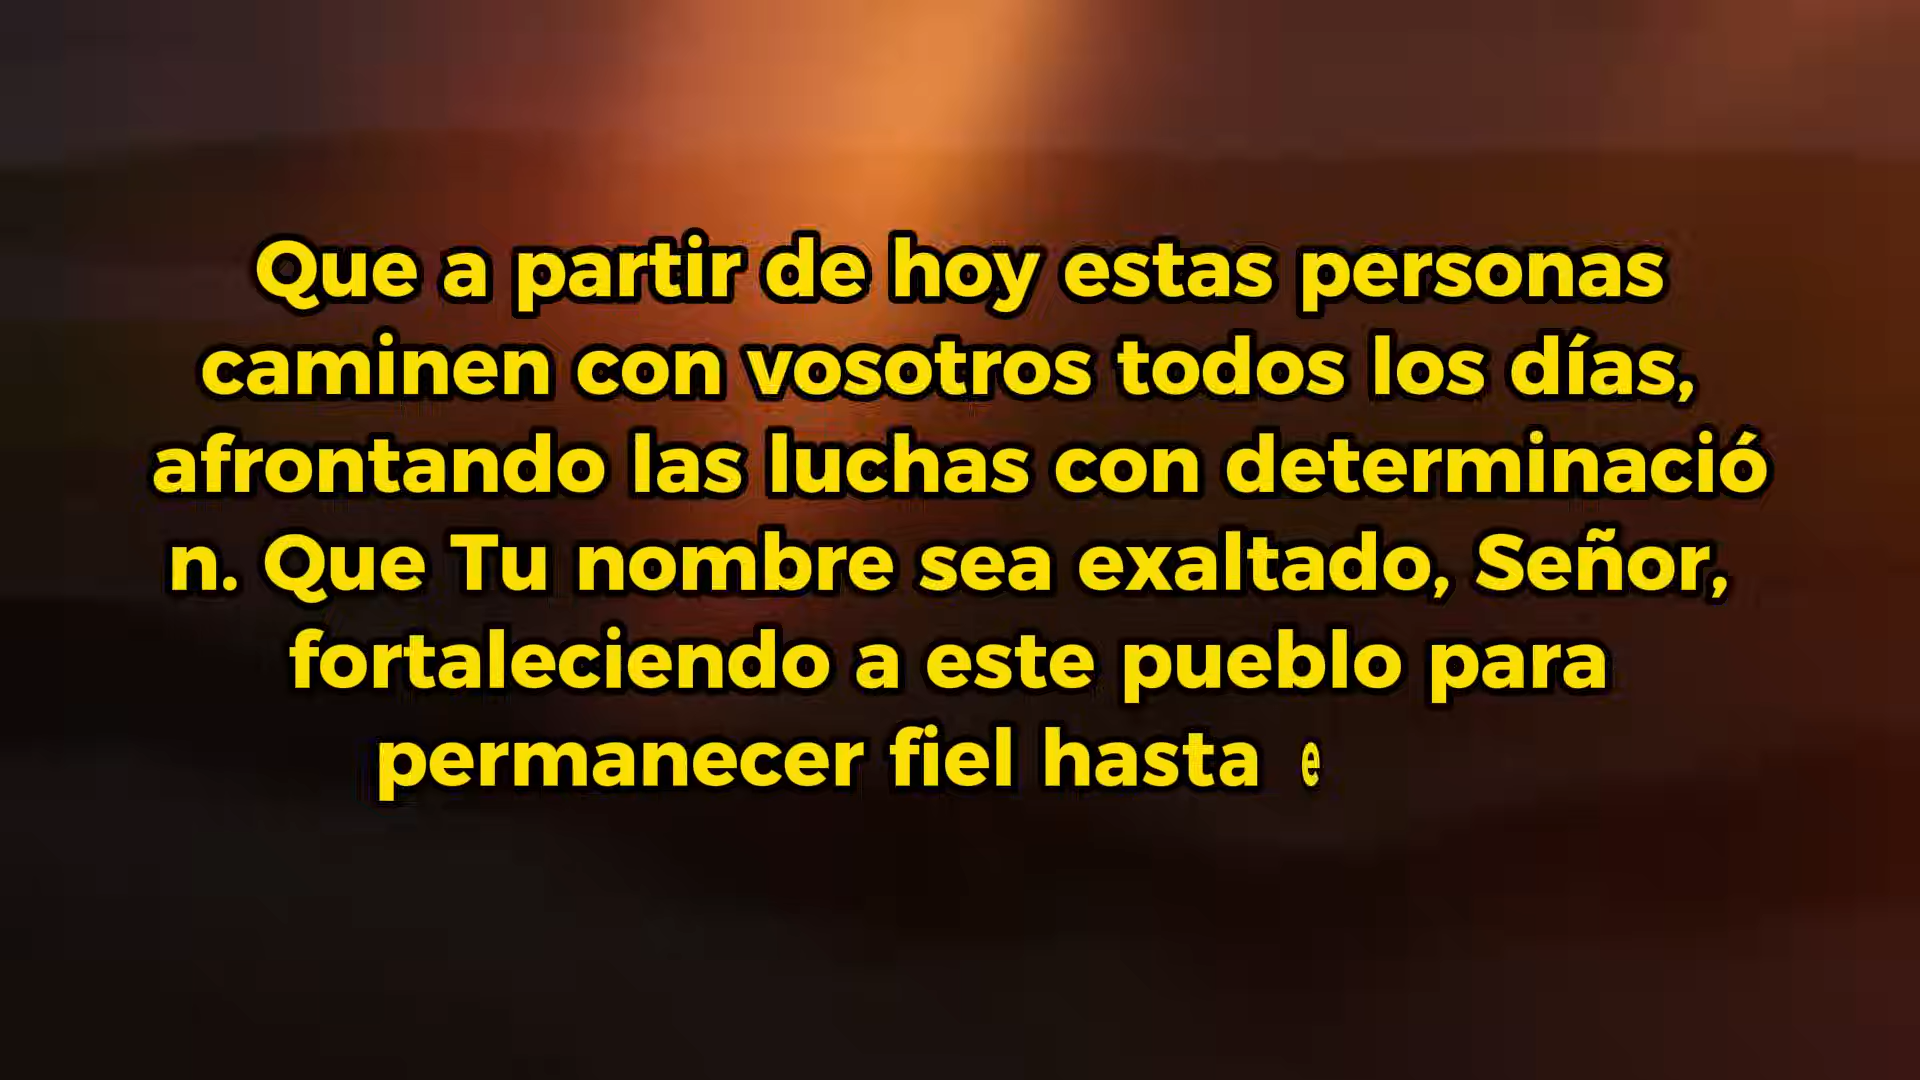 Que a partir de hoy estas personas
caminen con vosotros todos los días,
afrontando las luchas con determinació
n. Que Tu nombre sea exaltado, Señor,
fortaleciendo a este pueblo para
permanecer fiel hasta e